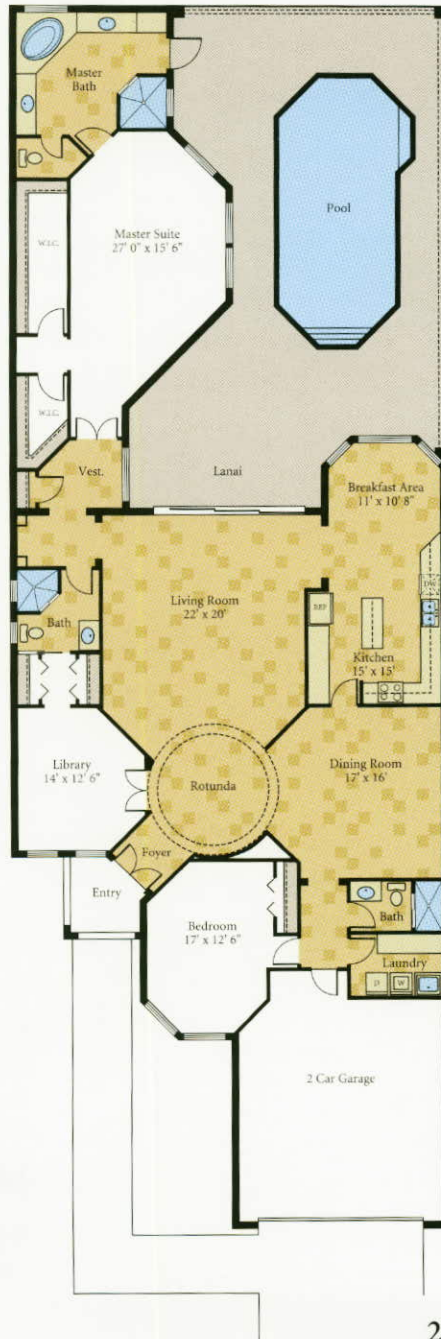 Master
Bath
Pool
W.I.C.
Master Suite
27' 0" x 15' 6"
W.I.C.
Vest.
Lanai
Breakfast Area
11' x 10' 8"
DW
Living Room
22' x 20'
REF
Bath
Kitchen
15' x 15'
Library
14' x 12' 6"
Rotunda
Dining Room
17' x 16'
Foyer
Entry
Bath
Bedroom
17' x 12' 6"
Laundry
D
W
2 Car Garage
2